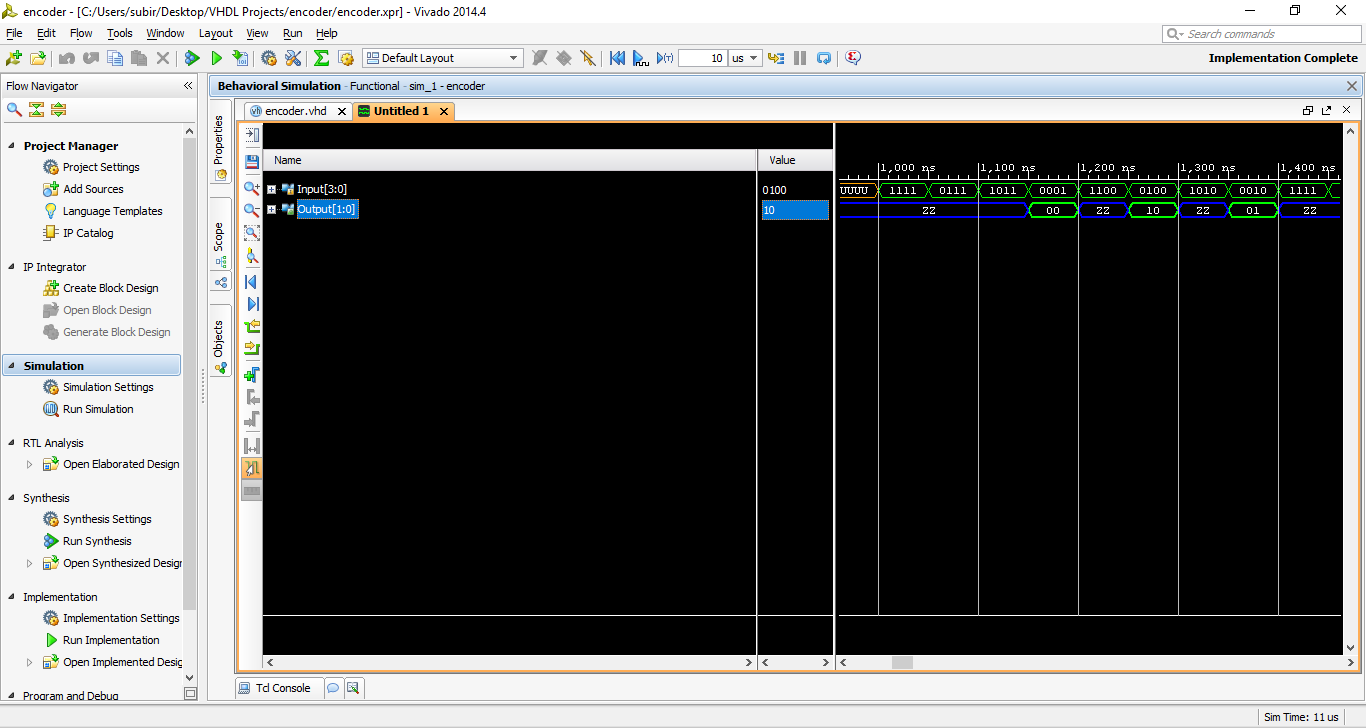 encoder - [C:/Users/subir/Desktop/VHDL Projects/encoder/encoder.xpr] - Vivado 2014.4
File Edit Flow Tools Window Layout View Run Help
Search commands
Default Layout 10 us Implementation Complete
Flow Navigator
Behavioral Simulation - Functional - sim_1 - encoder
encoder.vhd Untitled 1
Project Manager
Project Settings
Add Sources
Language Templates
IP Catalog
IP Integrator
Create Block Design
Open Block Design
Generate Block Design
Simulation
Simulation Settings
Run Simulation
RTL Analysis
Open Elaborated Design
Synthesis
Synthesis Settings
Run Synthesis
Open Synthesized Design
Implementation
Implementation Settings
Run Implementation
Open Implemented Desig
Program and Debug
Properties
Scope
Objects
Name Value
1,000 ns 1,100 ns 1,200 ns 1,300 ns 1,400 ns
Input[3:0] 0100 UUUU 1111 0111 1011 0001 1100 0100 1010 0010 1111
Output[1:0] 10 ZZ 00 ZZ 10 ZZ 01 ZZ
Tcl Console
Sim Time: 11 us